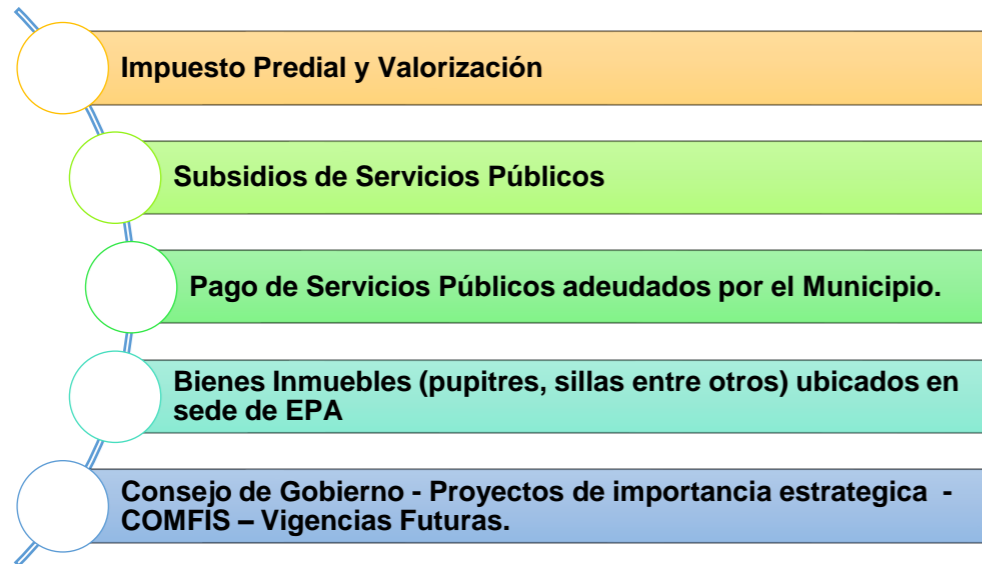 Impuesto Predial y Valorización
Subsidios de Servicios Públicos
Pago de Servicios Públicos adeudados por el Municipio.
Bienes Inmuebles (pupitres, sillas entre otros) ubicados en
sede de EPA
Consejo de Gobierno - Proyectos de importancia estrategica -
COMFIS – Vigencias Futuras.